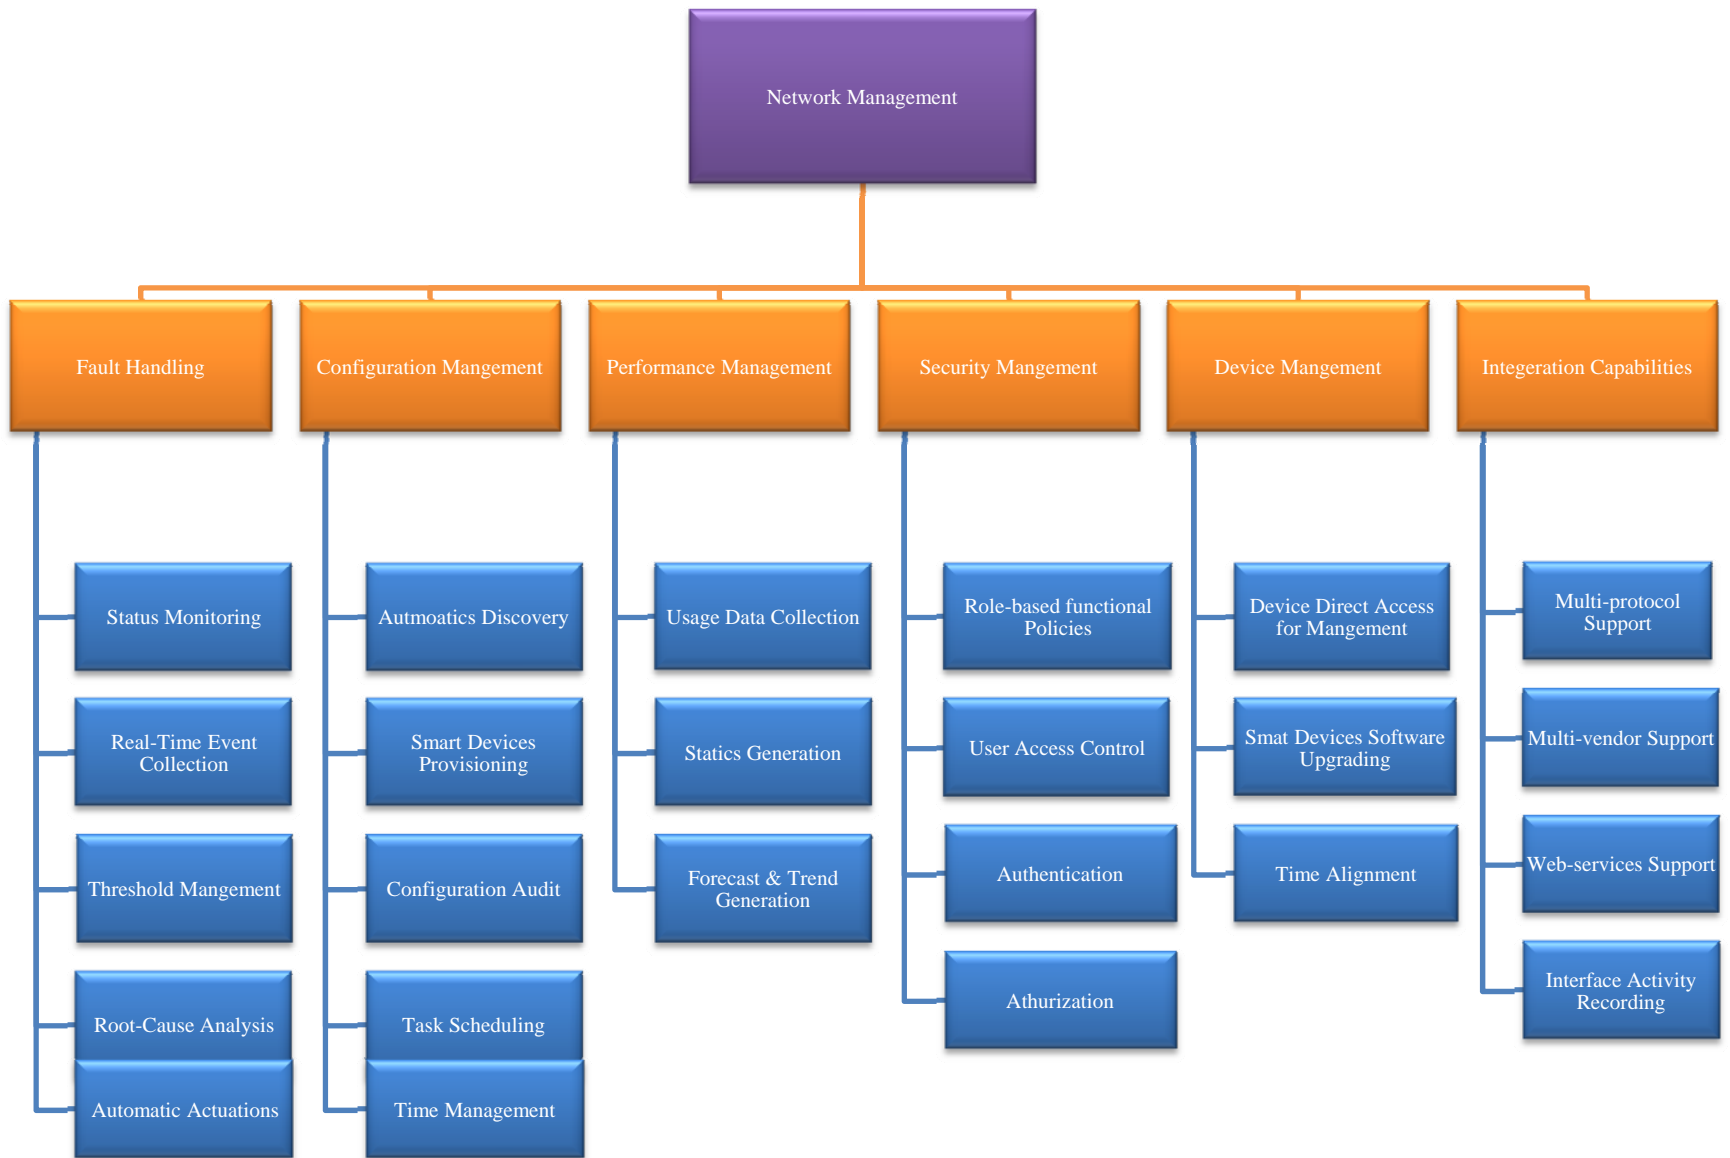 Network Management
Fault Handling
Configuration Mangement
Performance Management
Security Mangement
Device Mangement
Integeration Capabilities
Status Monitoring
Real-Time Event
Collection
Threshold Mangement
Root-Cause Analysis
Automatic Actuations
Autmoatics Discovery
Smart Devices
Provisioning
Configuration Audit
Task Scheduling
Time Management
Usage Data Collection
Statics Generation
Forecast & Trend
Generation
Role-based functional
Policies
User Access Control
Authentication
Athurization
Device Direct Access
for Mangement
Smat Devices Software
Upgrading
Time Alignment
Multi-protocol
Support
Multi-vendor Support
Web-services Support
Interface Activity
Recording